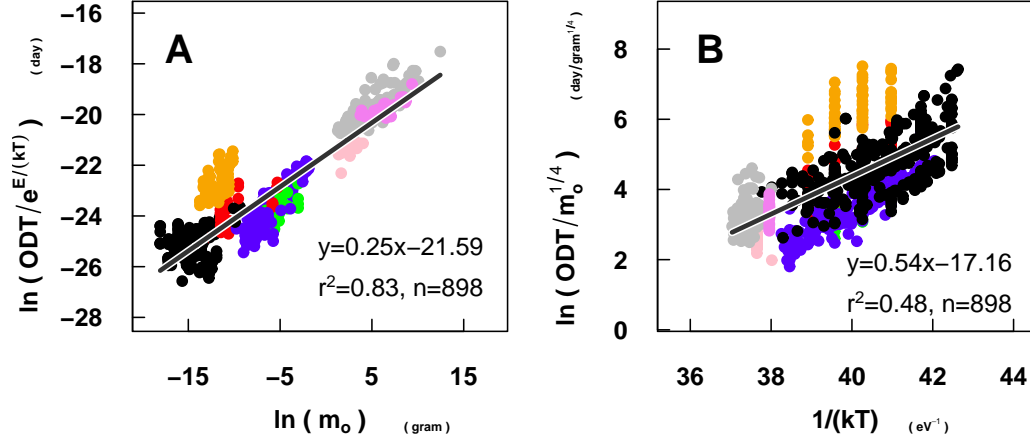 A
ln ( ODT/e^{E/(kT)} ) ( day )
−16
−18
−20
−22
−24
−26
−28
y=0.25x−21.59
r²=0.83, n=898
−15 −5 5 15
ln ( mₒ ) ( gram )
B
ln ( ODT/mₒ^{1/4} ) ( day/gram^{1/4} )
8
6
4
2
0
y=0.54x−17.16
r²=0.48, n=898
36 38 40 42 44
1/(kT) ( eV⁻¹ )